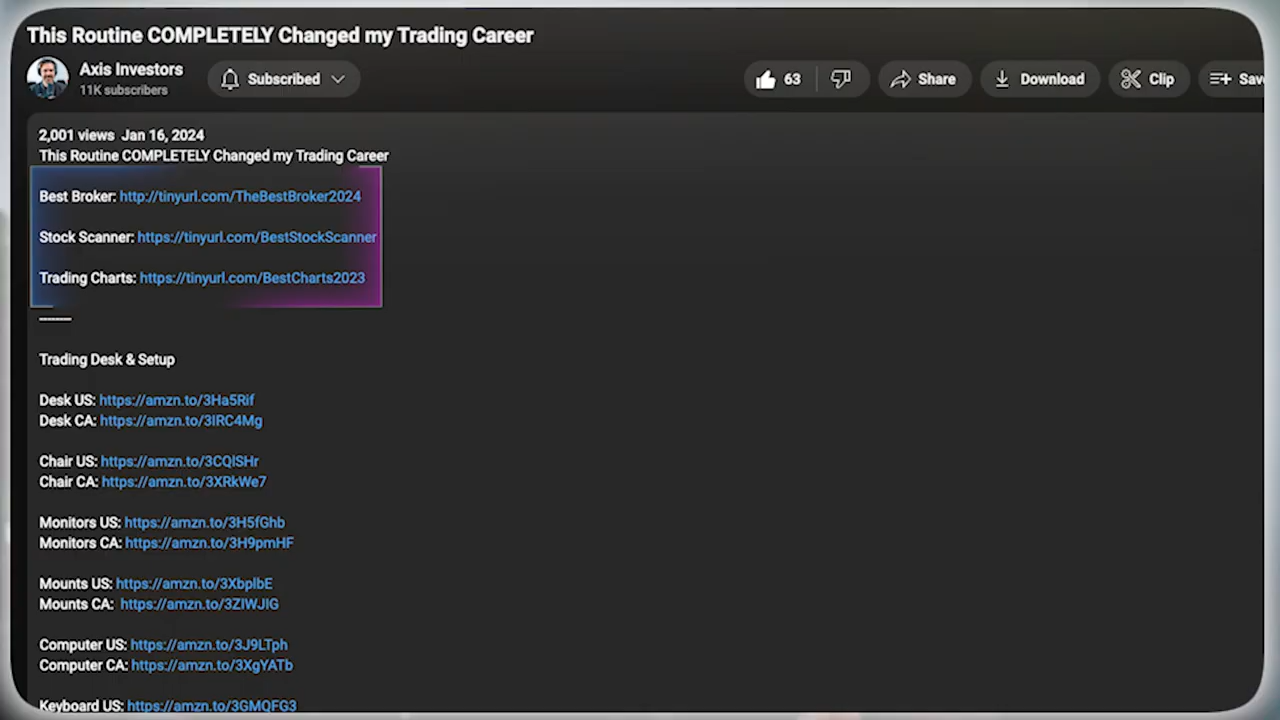 This Routine COMPLETELY Changed my Trading Career
Axis Investors
11K subscribers
Subscribed
63
Share
Download
Clip
Save
2,001 views Jan 16, 2024
This Routine COMPLETELY Changed my Trading Career
Best Broker: http://tinyurl.com/TheBestBroker2024
Stock Scanner: https://tinyurl.com/BestStockScanner
Trading Charts: https://tinyurl.com/BestCharts2023
--------
Trading Desk & Setup
Desk US: https://amzn.to/3Ha5Rif
Desk CA: https://amzn.to/3IRC4Mg
Chair US: https://amzn.to/3CQlSHr
Chair CA: https://amzn.to/3XRkWe7
Monitors US: https://amzn.to/3H5fGhb
Monitors CA: https://amzn.to/3H9pmHF
Mounts US: https://amzn.to/3XbplbE
Mounts CA: https://amzn.to/3ZIWJIG
Computer US: https://amzn.to/3J9LTph
Computer CA: https://amzn.to/3XgYATb
Keyboard US: https://amzn.to/3GMQFG3